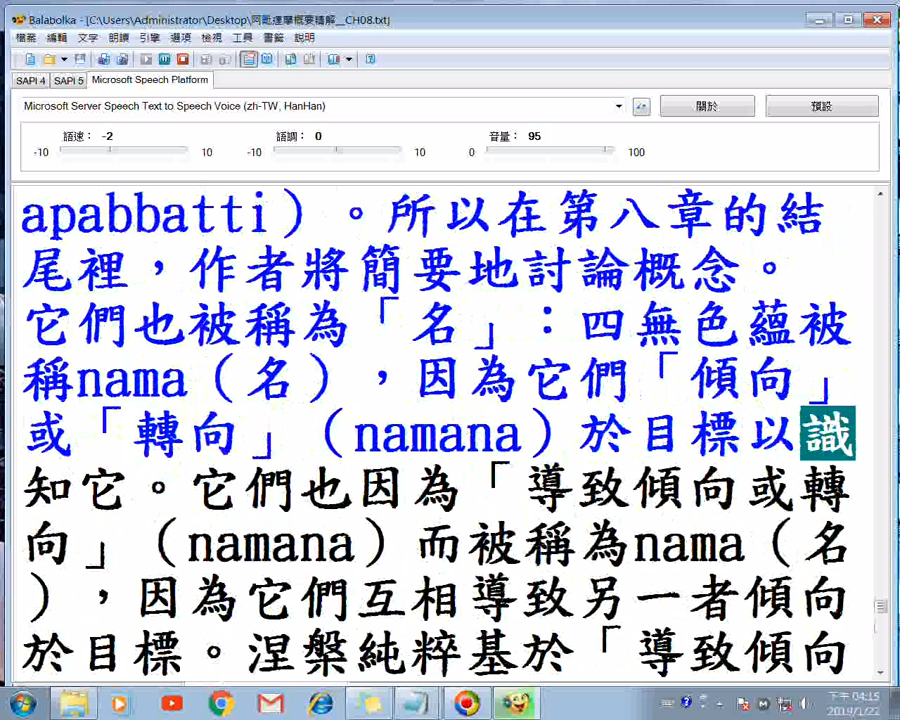 Balabolka - [C:\Users\Administrator\Desktop\阿毗達摩概要精解__CH08.txt]
檔案 編輯 文字 朗讀 引擎 選項 檢視 工具 書籤 說明
SAPI 4 SAPI 5 Microsoft Speech Platform
Microsoft Server Speech Text to Speech Voice (zh-TW, HanHan) 關於 預設
語速： -2 語調： 0 音量： 95
-10 10 -10 10 0 100
apabbatti）。所以在第八章的結
尾裡，作者將簡要地討論概念。
它們也被稱為「名」：四無色蘊被
稱nama（名），因為它們「傾向」
或「轉向」（namana）於目標以識
知它。它們也因為「導致傾向或轉
向」（namana）而被稱為nama（名
），因為它們互相導致另一者傾向
於目標。涅槃純粹基於「導致傾向
下午 04:15
2019/1/22